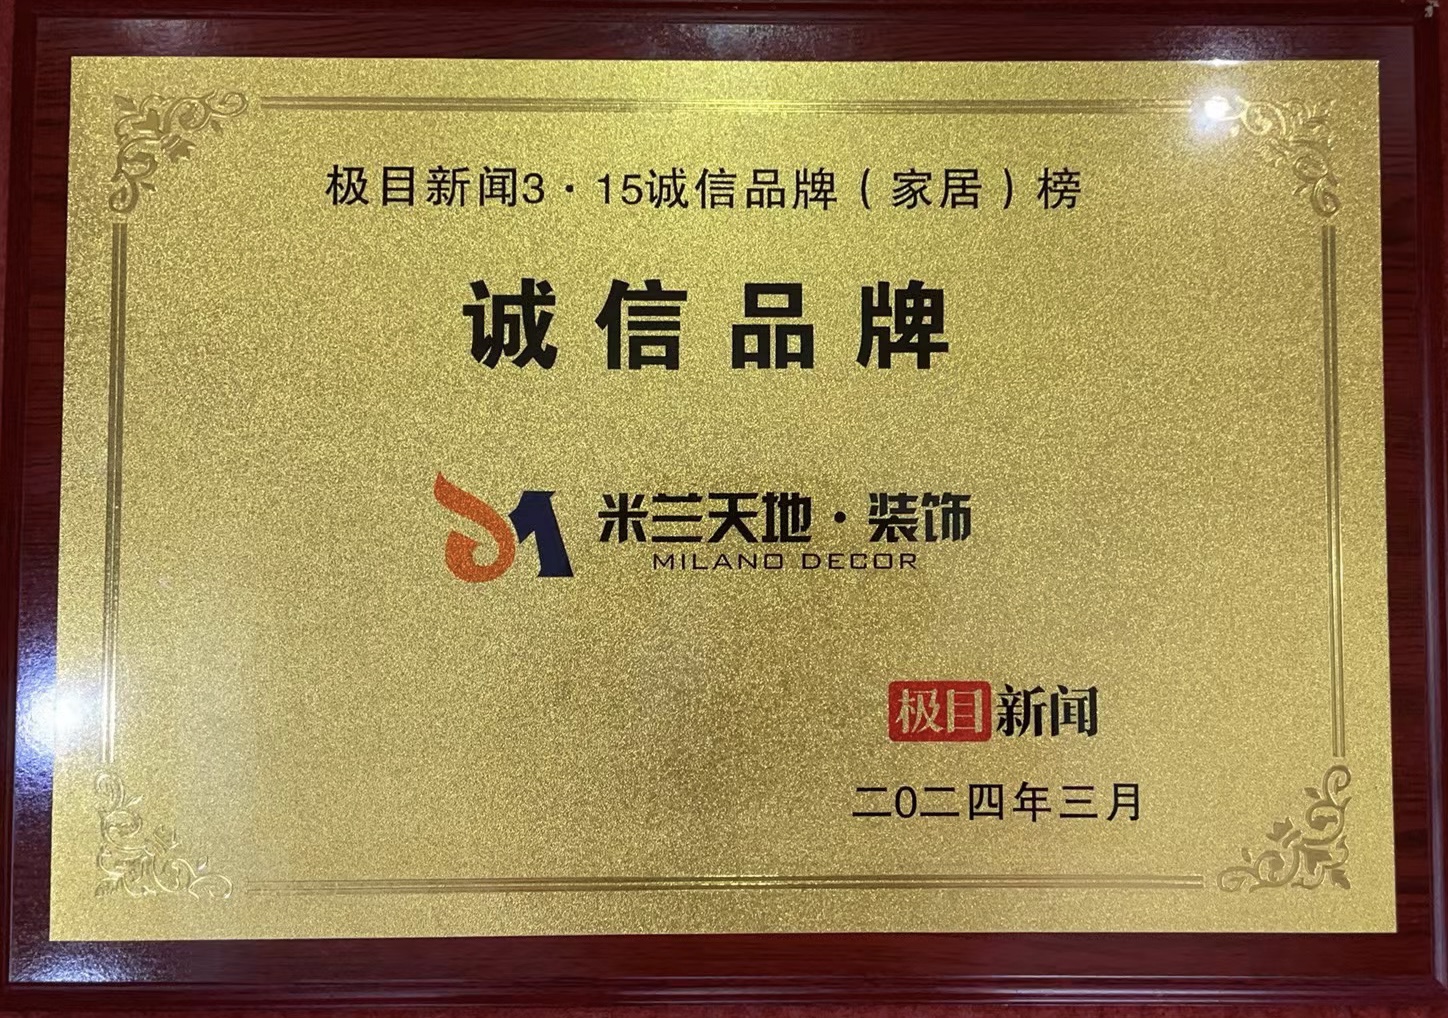 极目新闻3·15诚信品牌（家居）榜
诚信品牌
米兰天地·装饰
MILANO DECOR
极目新闻
二0二四年三月